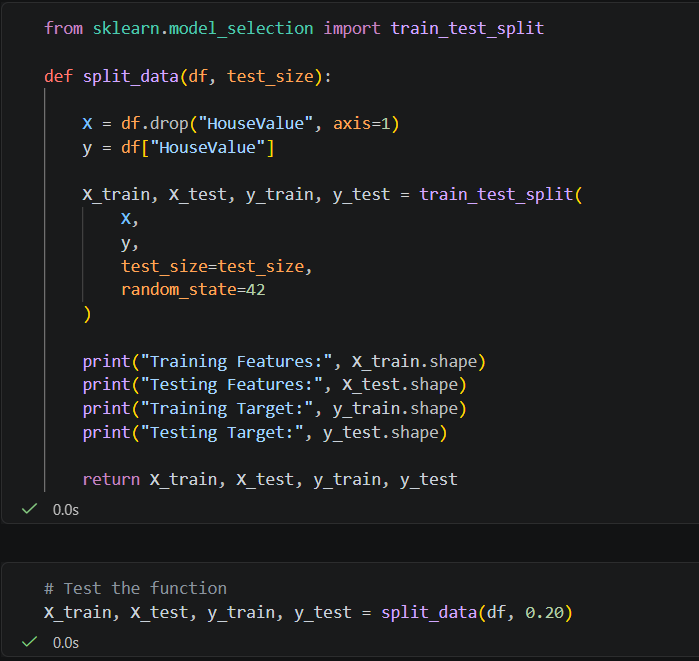 from sklearn.model_selection import train_test_split
def split_data(df, test_size):
X = df.drop("HouseValue", axis=1)
y = df["HouseValue"]
X_train, X_test, y_train, y_test = train_test_split(
X,
y,
test_size=test_size,
random_state=42
)
print("Training Features:", X_train.shape)
print("Testing Features:", X_test.shape)
print("Training Target:", y_train.shape)
print("Testing Target:", y_test.shape)
return X_train, X_test, y_train, y_test
0.0s
# Test the function
X_train, X_test, y_train, y_test = split_data(df, 0.20)
0.0s